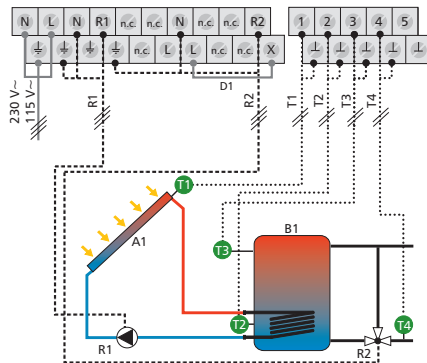 N L N R1 n.c. n.c. N n.c. n.c. R2
n.c. n.c. L L n.c. X
1 2 3 4 5
230 V~
115 V~
R1
D1
R2
T1
T2
T3
T4
T1
A1
B1
T3
T2
R1
R2
T4